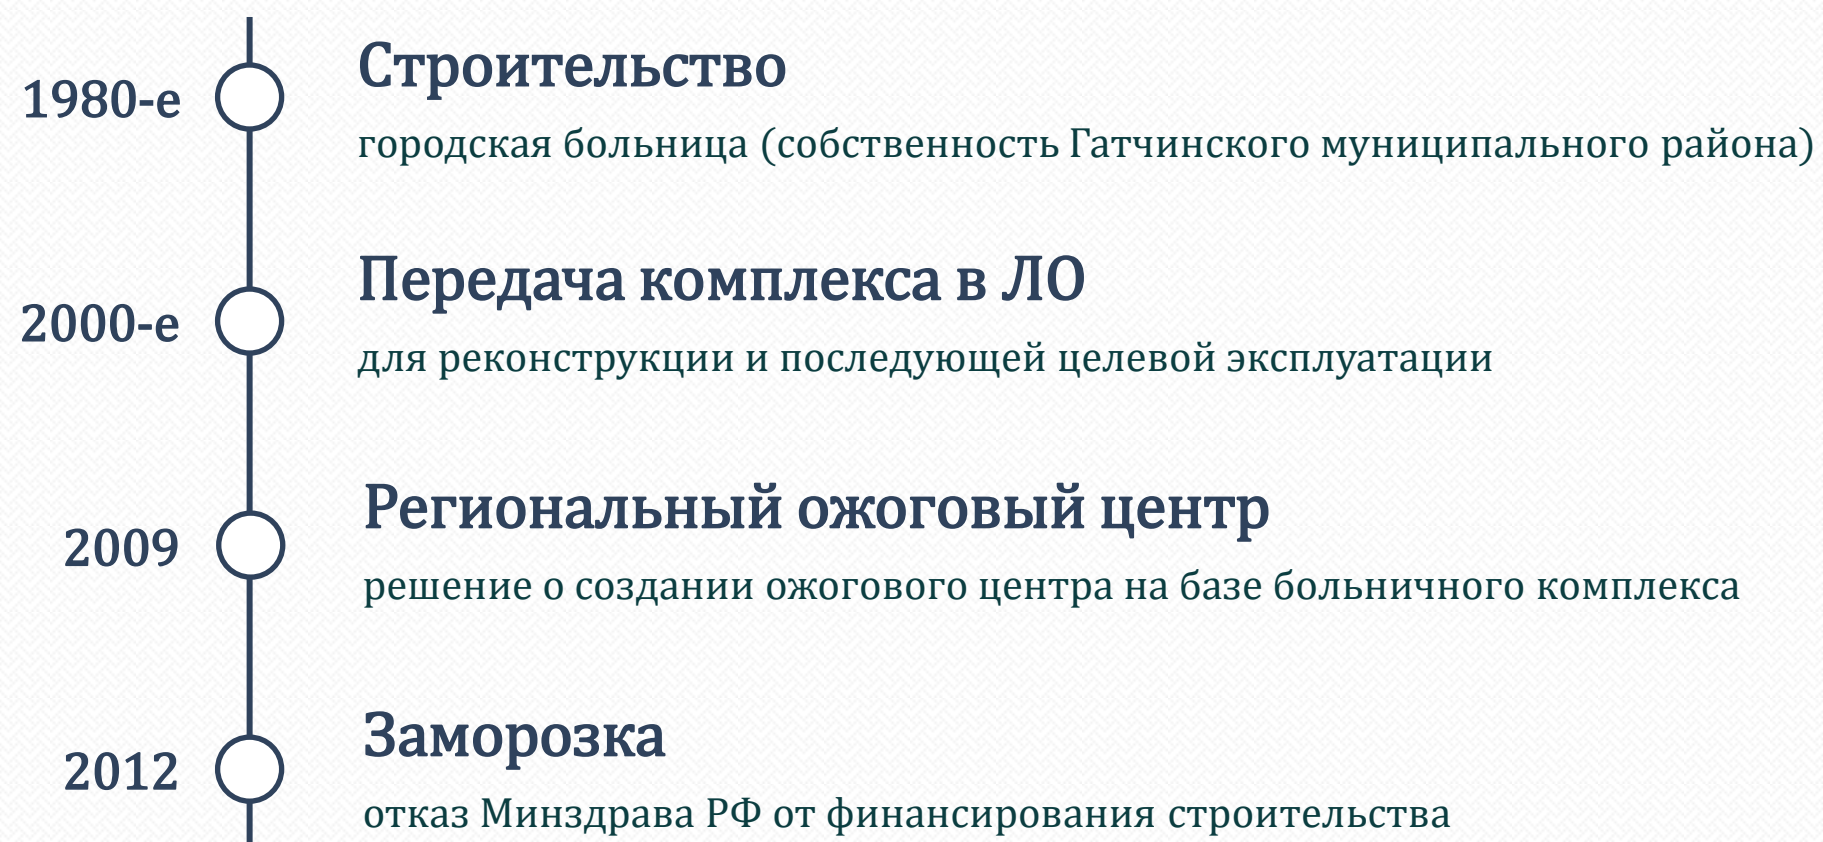 1980-е
Строительство
городская больница (собственность Гатчинского муниципального района)
2000-е
Передача комплекса в ЛО
для реконструкции и последующей целевой эксплуатации
2009
Региональный ожоговый центр
решение о создании ожогового центра на базе больничного комплекса
2012
Заморозка
отказ Минздрава РФ от финансирования строительства